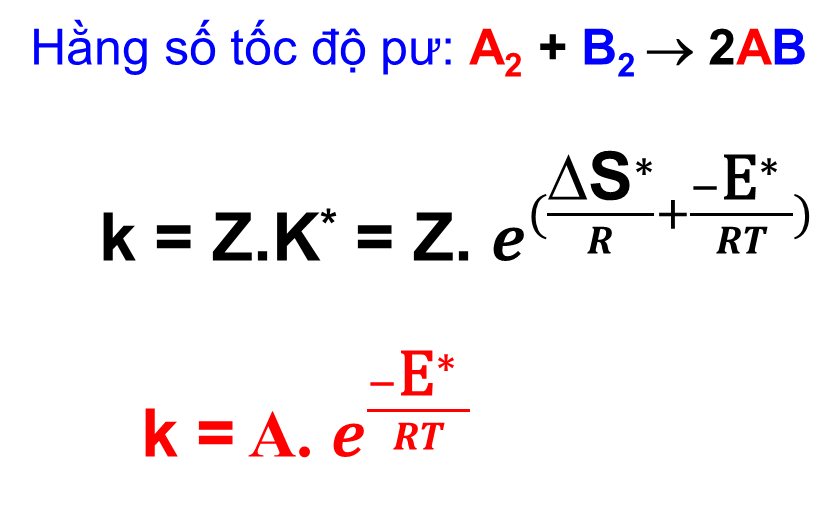 Hằng số tốc độ pư: A₂ + B₂ → 2AB
k = Z.K* = Z. e^(ΔS*/R + –E*/RT)
k = A. e^(–E*/RT)